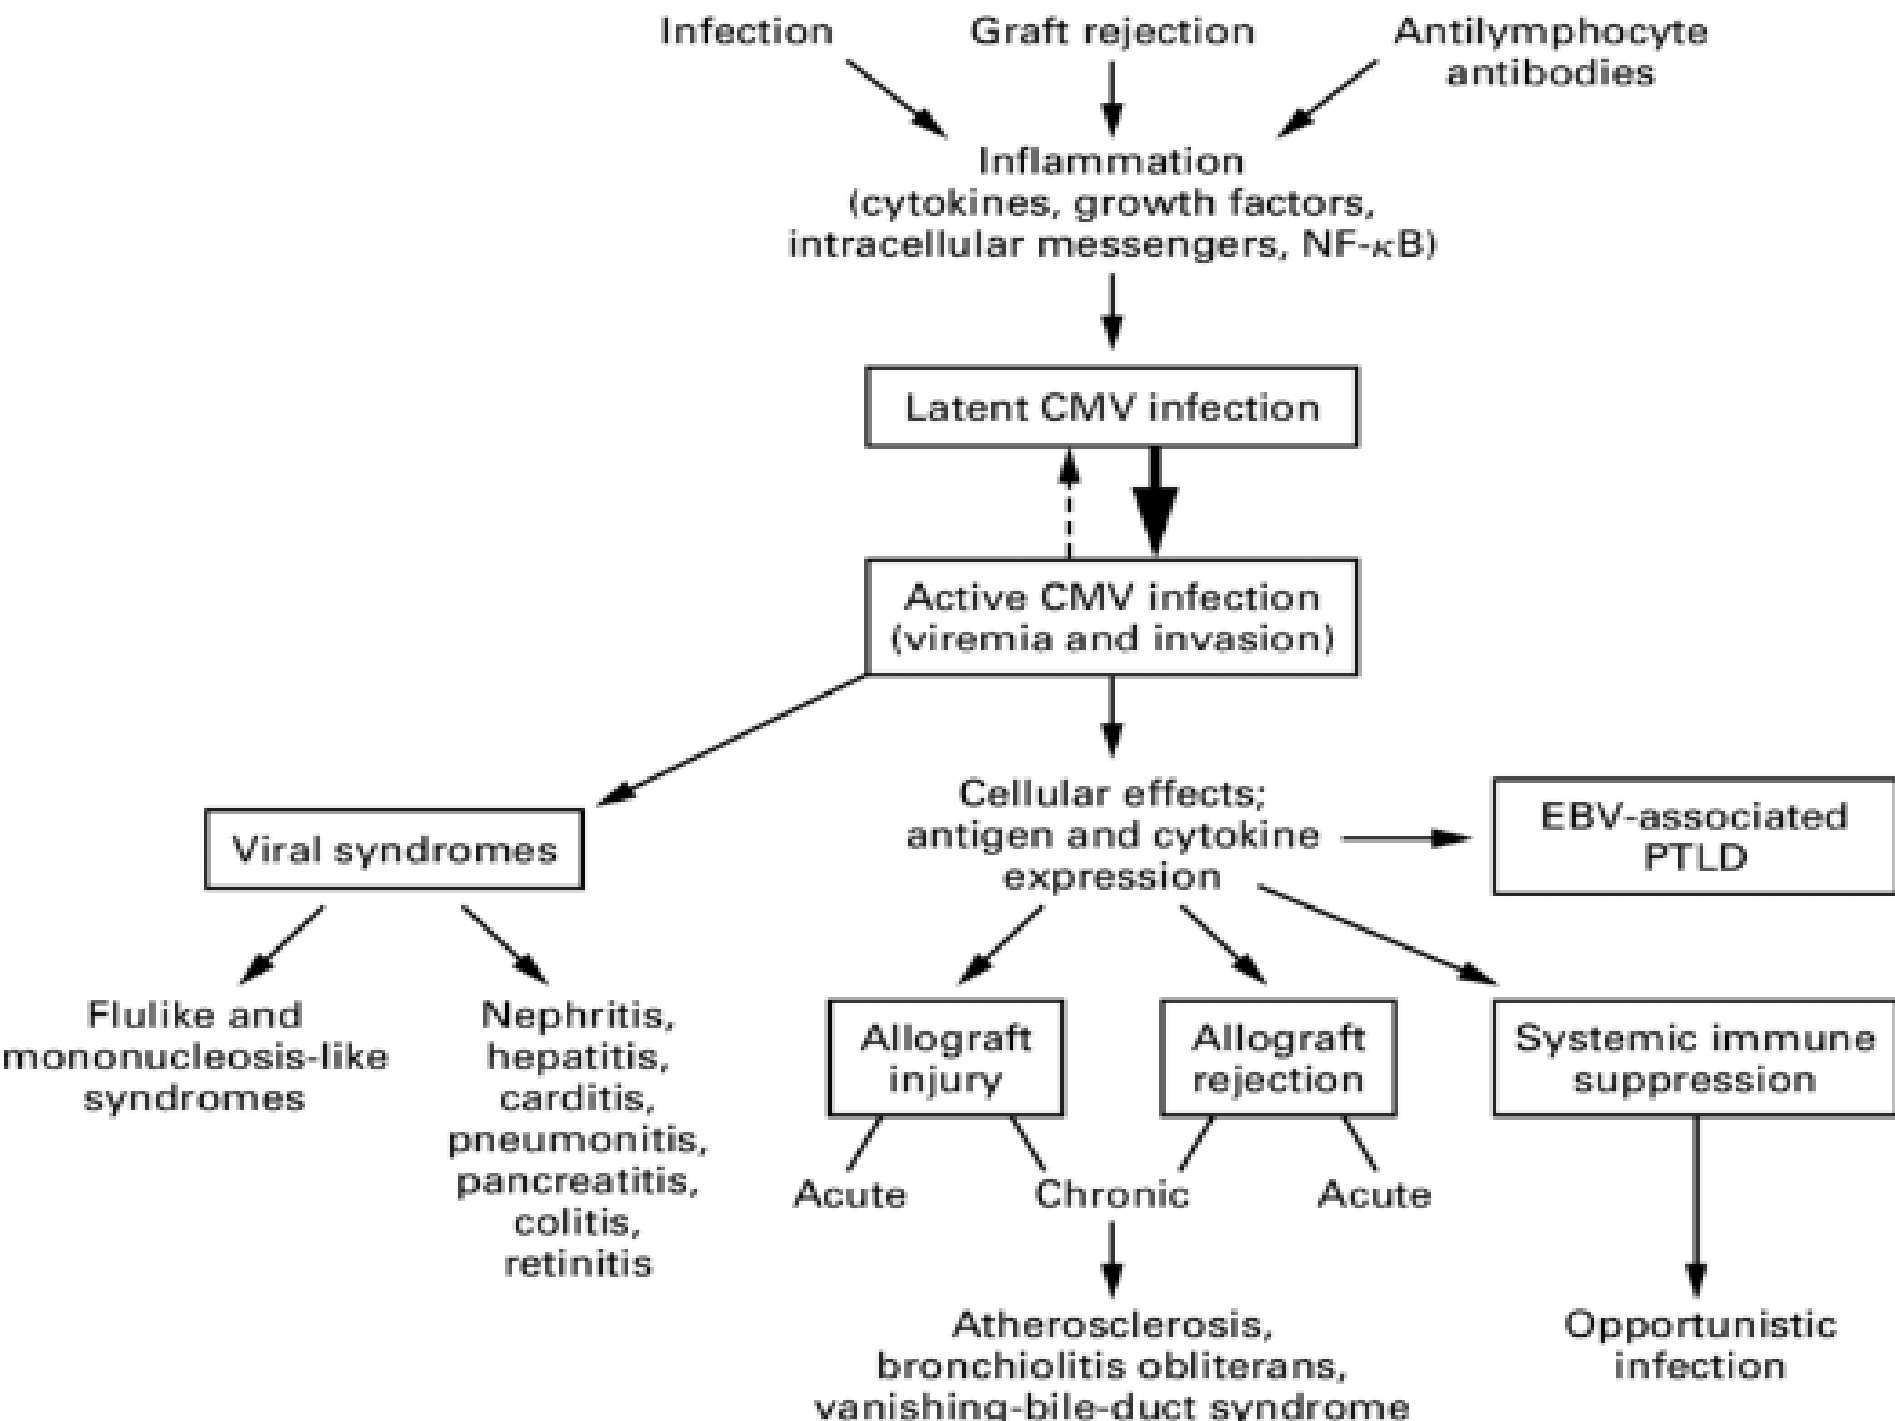 Infection
Graft rejection
Antilymphocyte
antibodies
Inflammation
(cytokines, growth factors,
intracellular messengers, NF-κB)
Latent CMV infection
Active CMV infection
(viremia and invasion)
Viral syndromes
Cellular effects;
antigen and cytokine
expression
EBV-associated
PTLD
Flulike and
mononucleosis-like
syndromes
Nephritis,
hepatitis,
carditis,
pneumonitis,
pancreatitis,
colitis,
retinitis
Allograft
injury
Allograft
rejection
Systemic immune
suppression
Acute
Chronic
Acute
Atherosclerosis,
bronchiolitis obliterans,
vanishing-bile-duct syndrome
Opportunistic
infection